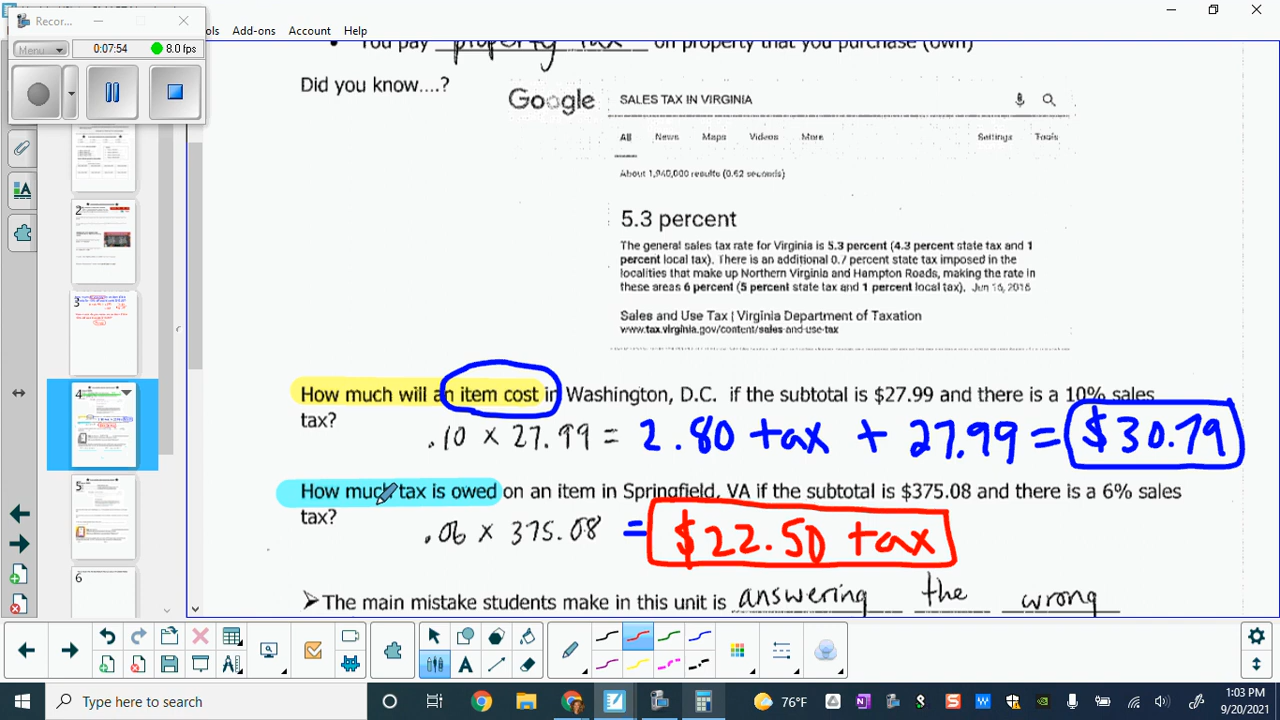 Recor...
Menu
0:07:54
8.0 fps
ols Add-ons Account Help
You pay property tax on property that you purchase (own)
Did you know....?
Google
SALES TAX IN VIRGINIA
All News Maps Videos More Settings Tools
About 1,040,000 results (0.62 seconds)
5.3 percent
The general sales tax rate for Virginia is 5.3 percent (4.3 percent state tax and 1
percent local tax). There is an additional 0.7 percent state tax imposed in the
localities that make up Northern Virginia and Hampton Roads, making the rate in
these areas 6 percent (5 percent state tax and 1 percent local tax). Jun 16, 2016
Sales and Use Tax | Virginia Department of Taxation
www.tax.virginia.gov/content/sales-and-use-tax
How much will an item cost in Washington, D.C. if the subtotal is $27.99 and there is a 10% sales
tax?
.10 x 27.99 = 2.80 tax + 27.99 = $30.79
How much tax is owed on an item in Springfield, VA if the subtotal is $375.08 and there is a 6% sales
tax?
.06 x 375.08 = $22.50 tax
➢The main mistake students make in this unit is answering the wrong
2
3
4
5
6
Type here to search
76°F
1:03 PM
9/20/2021